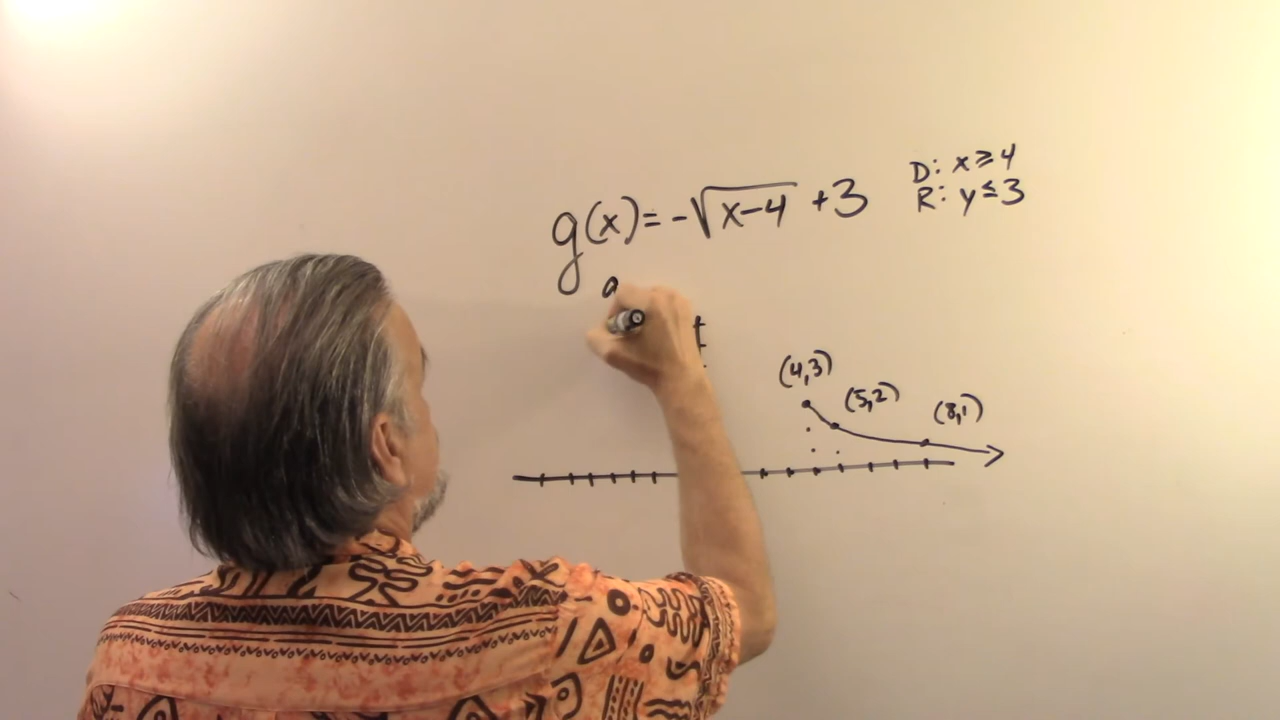 g(x) = -√(x-4) + 3
D: x ≥ 4
R: y ≤ 3
a
(4,3)
(5,2)
(8,1)